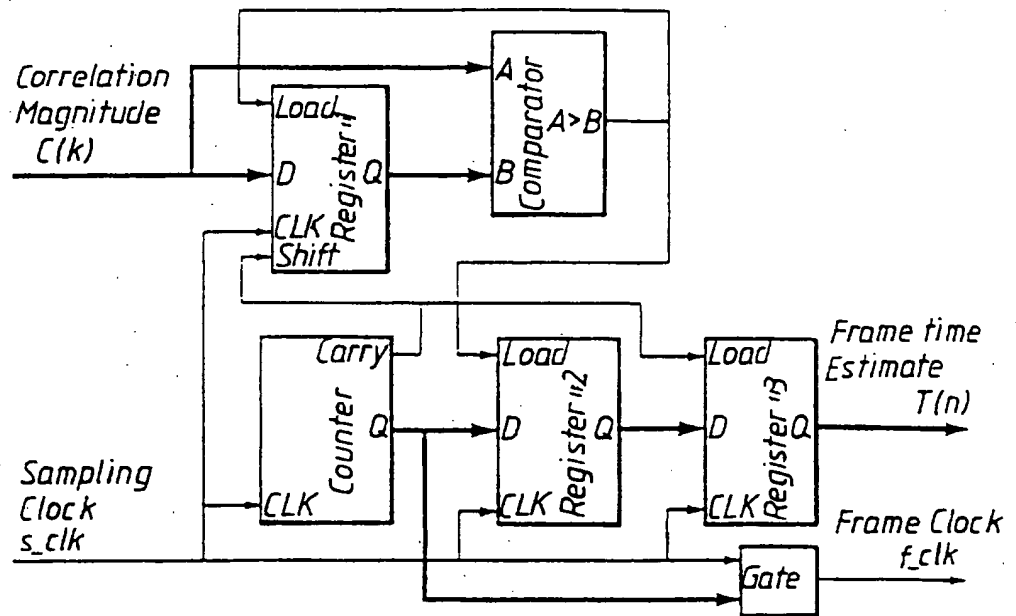 Correlation
Magnitude
C(k)
Load
D
Q
CLK
Shift
Register "1
A
B
A>B
Comparator
Carry
Q
CLK
Counter
Load
D
Q
CLK
Register "2
Load
D
Q
CLK
Register "3
Frame time
Estimate
T(n)
Sampling
Clock
s_clk
Gate
Frame Clock
f_clk